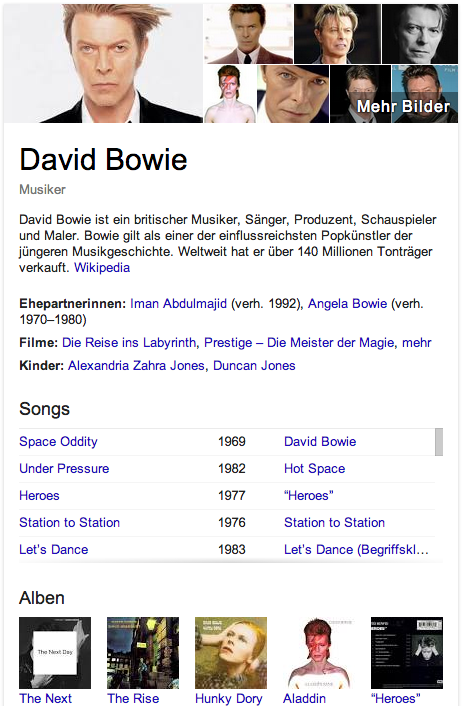 Mehr Bilder
David Bowie
Musiker
David Bowie ist ein britischer Musiker, Sänger, Produzent, Schauspieler
und Maler. Bowie gilt als einer der einflussreichsten Popkünstler der
jüngeren Musikgeschichte. Weltweit hat er über 140 Millionen Tonträger
verkauft. Wikipedia
Ehepartnerinnen: Iman Abdulmajid (verh. 1992), Angela Bowie (verh.
1970–1980)
Filme: Die Reise ins Labyrinth, Prestige – Die Meister der Magie, mehr
Kinder: Alexandria Zahra Jones, Duncan Jones
Songs
Space Oddity 1969 David Bowie
Under Pressure 1982 Hot Space
Heroes 1977 “Heroes”
Station to Station 1976 Station to Station
Let's Dance 1983 Let's Dance (Begriffskl…
Alben
The Next Day
The Next The Rise Hunky Dory Aladdin “Heroes”